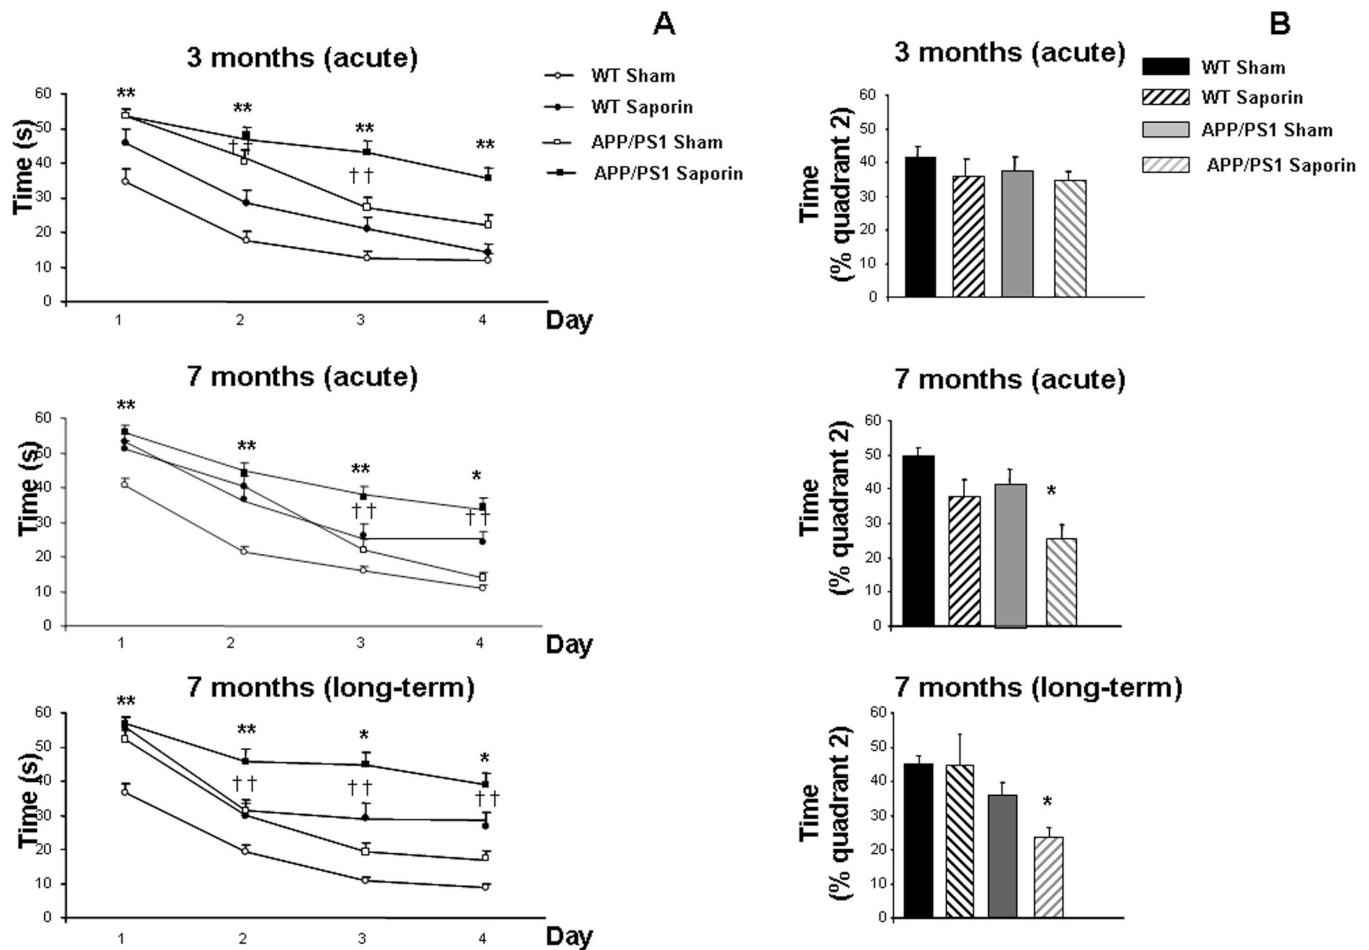 A
3 months (acute)
WT Sham
WT Saporin
APP/PS1 Sham
APP/PS1 Saporin
Time (s)
60
50
40
30
20
10
0
** ** ** **
†† ††
1 2 3 4 Day
7 months (acute)
Time (s)
60
50
40
30
20
10
0
** ** ** *
†† ††
1 2 3 4 Day
7 months (long-term)
Time (s)
60
50
40
30
20
10
0
** ** * *
†† †† ††
1 2 3 4 Day
B
3 months (acute)
WT Sham
WT Saporin
APP/PS1 Sham
APP/PS1 Saporin
Time
(% quadrant 2)
60
50
40
30
20
10
0
7 months (acute)
Time
(% quadrant 2)
60
50
40
30
20
10
0
*
7 months (long-term)
Time
(% quadrant 2)
60
50
40
30
20
10
0
*